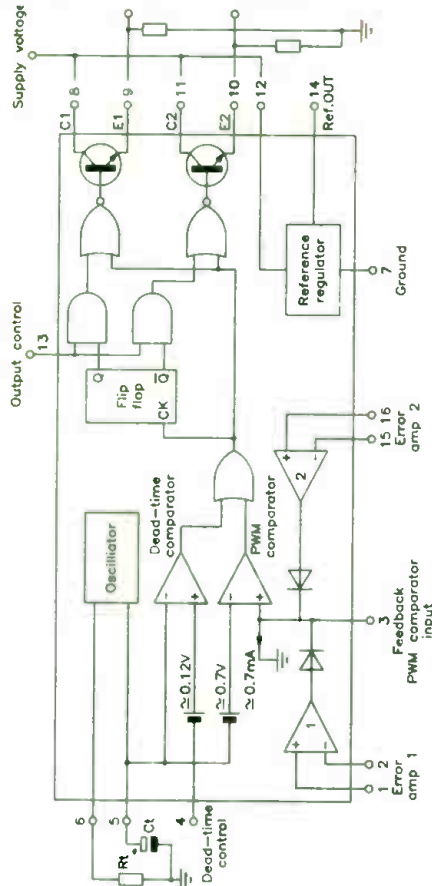 Supply voltage
8
9
11
10
12
14
C1
E1
C2
E2
Ref.OUT
Output control
13
Reference
regulator
7
Ground
Q
Q̅
Flip
flop
CK
Oscilliator
Dead-time
comparator
PWM
comparator
-
+
-
+
≃0.12V
≃0.7V
≃0.7mA
+
-
2
15 16
Error
amp 2
3
Feedback
PWM comparator
input
1
+
-
1 2
Error
amp 1
6
5
4
Rt
Ct
Dead-time
control